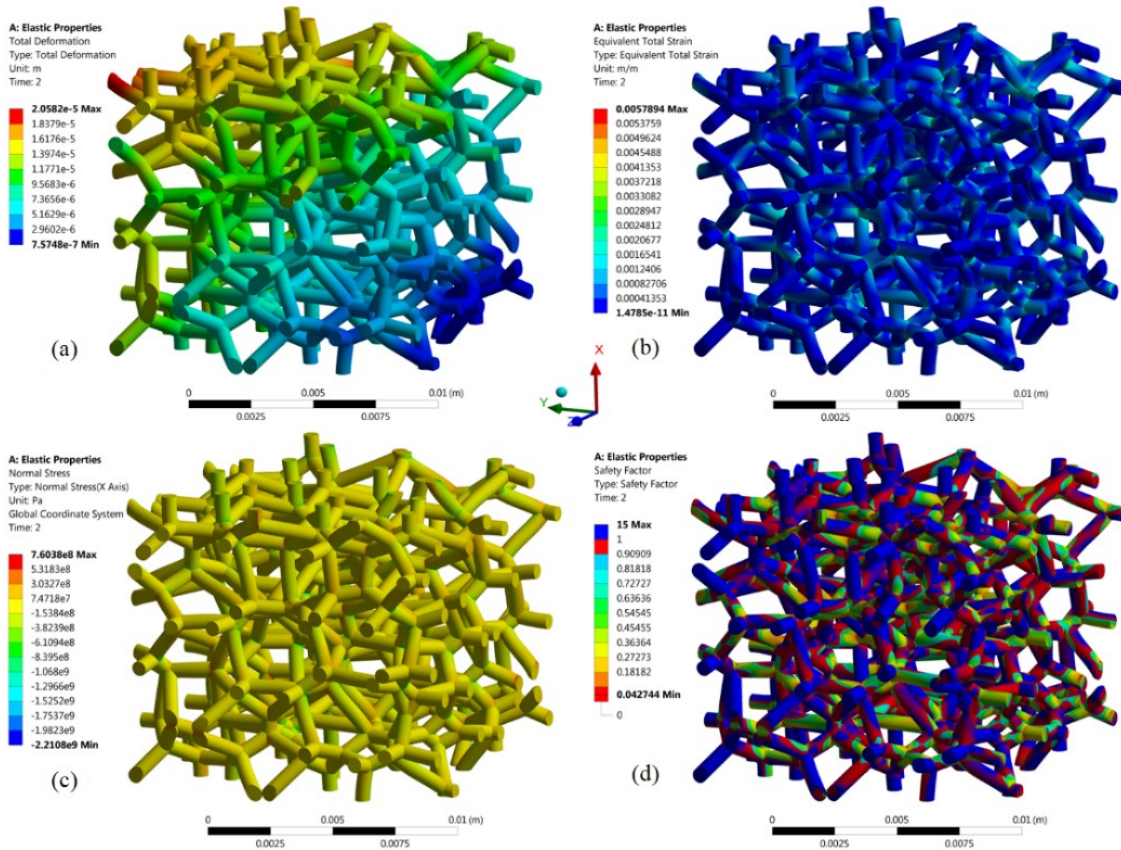 A: Elastic Properties
Total Deformation
Type: Total Deformation
Unit: m
Time: 2
2.0582e-5 Max
1.8379e-5
1.6176e-5
1.3974e-5
1.1771e-5
9.5683e-6
7.3656e-6
5.1629e-6
2.9602e-6
7.5748e-7 Min
(a)
0 0.005 0.01 (m)
0.0025 0.0075
A: Elastic Properties
Equivalent Total Strain
Type: Equivalent Total Strain
Unit: m/m
Time: 2
0.0057894 Max
0.0053759
0.0049624
0.0045488
0.0041353
0.0037218
0.0033082
0.0028947
0.0024812
0.0020677
0.0016541
0.0012406
0.00082706
0.00041353
1.4785e-11 Min
(b)
0 0.005 0.01 (m)
0.0025 0.0075
X
Y
Z
A: Elastic Properties
Normal Stress
Type: Normal Stress(X Axis)
Unit: Pa
Global Coordinate System
Time: 2
7.6038e8 Max
5.3183e8
3.0327e8
7.4718e7
-1.5384e8
-3.8239e8
-6.1094e8
-8.395e8
-1.068e9
-1.2966e9
-1.5252e9
-1.7537e9
-1.9823e9
-2.2108e9 Min
(c)
0 0.005 0.01 (m)
0.0025 0.0075
A: Elastic Properties
Safety Factor
Type: Safety Factor
Time: 2
15 Max
1
0.90909
0.81818
0.72727
0.63636
0.54545
0.45455
0.36364
0.27273
0.18182
0.042744 Min
0
(d)
0 0.005 0.01 (m)
0.0025 0.0075